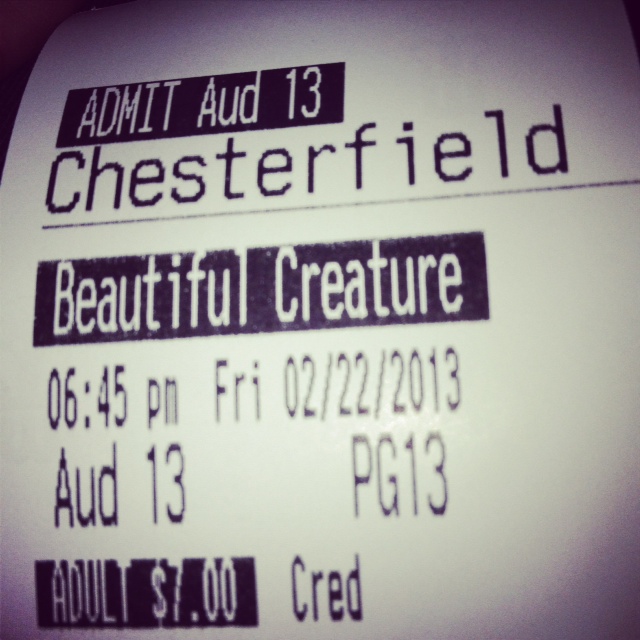 ADMIT Aud 13
Chesterfield
Beautiful Creature
06:45 pm Fri 02/22/2013
Aud 13 PG13
ADULT $7.00 Cred